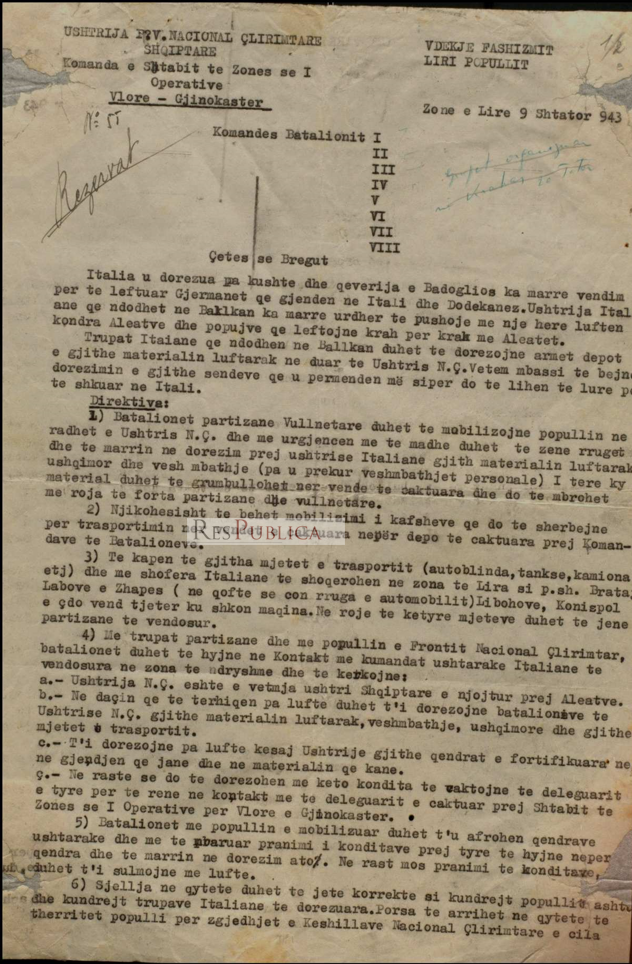 USHTRIJA P?V.NACIONAL ÇLIRIMTARE
SHQIPTARE
Komanda e Shtabit te Zones se I
Operative
Vlore - Gjinokaster
VDEKJE FASHIZMIT
LIRI POPULLIT
Zone e Lire 9 Shtator 943
Nº 55
Rezervat
Komandes Batalionit I
II
III
IV
V
VI
VII
VIII
Çetes se Bregut
Italia u dorezua pa kushte dhe qeverija e Badoglios ka marre vendim
per te leftuar Gjermanet qe gjenden ne Itali dhe Dodekanez.Ushtrija Ital
ane qe ndodhet ne Ballkan ka marre urdher te pushoje me nje here luften
kondra Aleatve dhe popujve qe leftojne krah per krah me Aleatet.
Trupat Itaiane qe ndodhen ne Ballkan duhet te dorezojne armet depot
e gjithe materialin luftarak ne duar te Ushtris N.Ç.Vetem mbassi te bejne
dorezimin e gjithe sendeve qe u permenden më siper do te lihen te lure pe
te shkuar ne Itali.
Direktiva:
1) Batalionet partizane Vullnetare duhet te mobilizojne popullin ne
radhet e Ushtris N.Ç. dhe me urgjencen me te madhe duhet te zene rruget
dhe te marrin ne dorezim prej ushtrise Italiane gjith materialin luftarak
ushqimor dhe vesh mbathje (pa u prekur veshmbathjet personale) I tere ky
material duhet te grumbullohet ner vende te caktuara dhe do te mbrohet
me roja te forta partizane dhe vullnetare.
2) Njikohesisht te behet mobilizimi i kafsheve qe do te sherbejne
per trasportimin ne caktuara nepër depo te caktuara prej Koman-
dave te Batalioneve.
RESPUBLICA
3) Te kapen te gjitha mjetet e trasportit (autoblinda,tankse,kamiona
etj) dhe me shofera Italiane te shoqerohen ne zona te Lira si p.sh. Brata,
Labove e Zhapes ( ne qofte se con rruga e automobilit)Libohove, Konispol
e çdo vend tjeter ku shkon maqina.Ne roje te ketyre mjeteve duhet te jene
partizane te vendosur.
4) Me trupat partizane dhe me popullin e Frontit Nacional Çlirimtar,
batalionet duhet te hyjne ne Kontakt me kumandat ushtarake Italiane te
vendosura ne zona te ndryshme dhe te kerkojne:
a.- Ushtrija N.Ç. eshte e vetmja ushtri Shqiptare e njojtur prej Aleatve.
b.- Ne daçin qe te terhiqen pa lufte duhet t'i dorezojne batalioneve te
Ushtrise N.Ç. gjithe materialin luftarak,veshmbathje, ushqimore dhe gjithe
mjetet e trasportit.
c.- T'i dorezojne pa lufte kesaj Ushtrije gjithe qendrat e fortifikuara ne
ne gjendjen qe jane dhe ne materialin qe kane.
ç.- Ne raste se do te dorezohen me keto kondita te caktojne te deleguarit
e tyre per te rene ne kontakt me te deleguarit e caktuar prej Shtabit te
Zones se I Operative per Vlore e Gjinokaster.
5) Batalionet me popullin e mobilizuar duhet t'u afrohen qendrave
ushtarake dhe me te mbaruar pranimi i konditave prej tyre te hyjne neper
qendra dhe te marrin ne dorezim ato. Ne rast mos pranimi te konditave,
duhet t'i sulmojne me lufte.
6) Sjellja ne qytete duhet te jete korrekte si kundrejt popullit ashtu
dhe kundrejt trupave Italiane te dorezuara.Porsa te arrihet ne qytete te
therritet populli per zgjedhjet e Keshillave Nacional Çlirimtare e cila